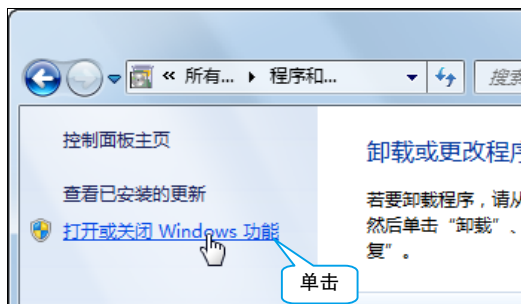 « 所有... ▸ 程序和...
搜索
控制面板主页
查看已安装的更新
打开或关闭 Windows 功能
卸载或更改程序
若要卸载程序，请从
然后单击“卸载”、
复”。
单击